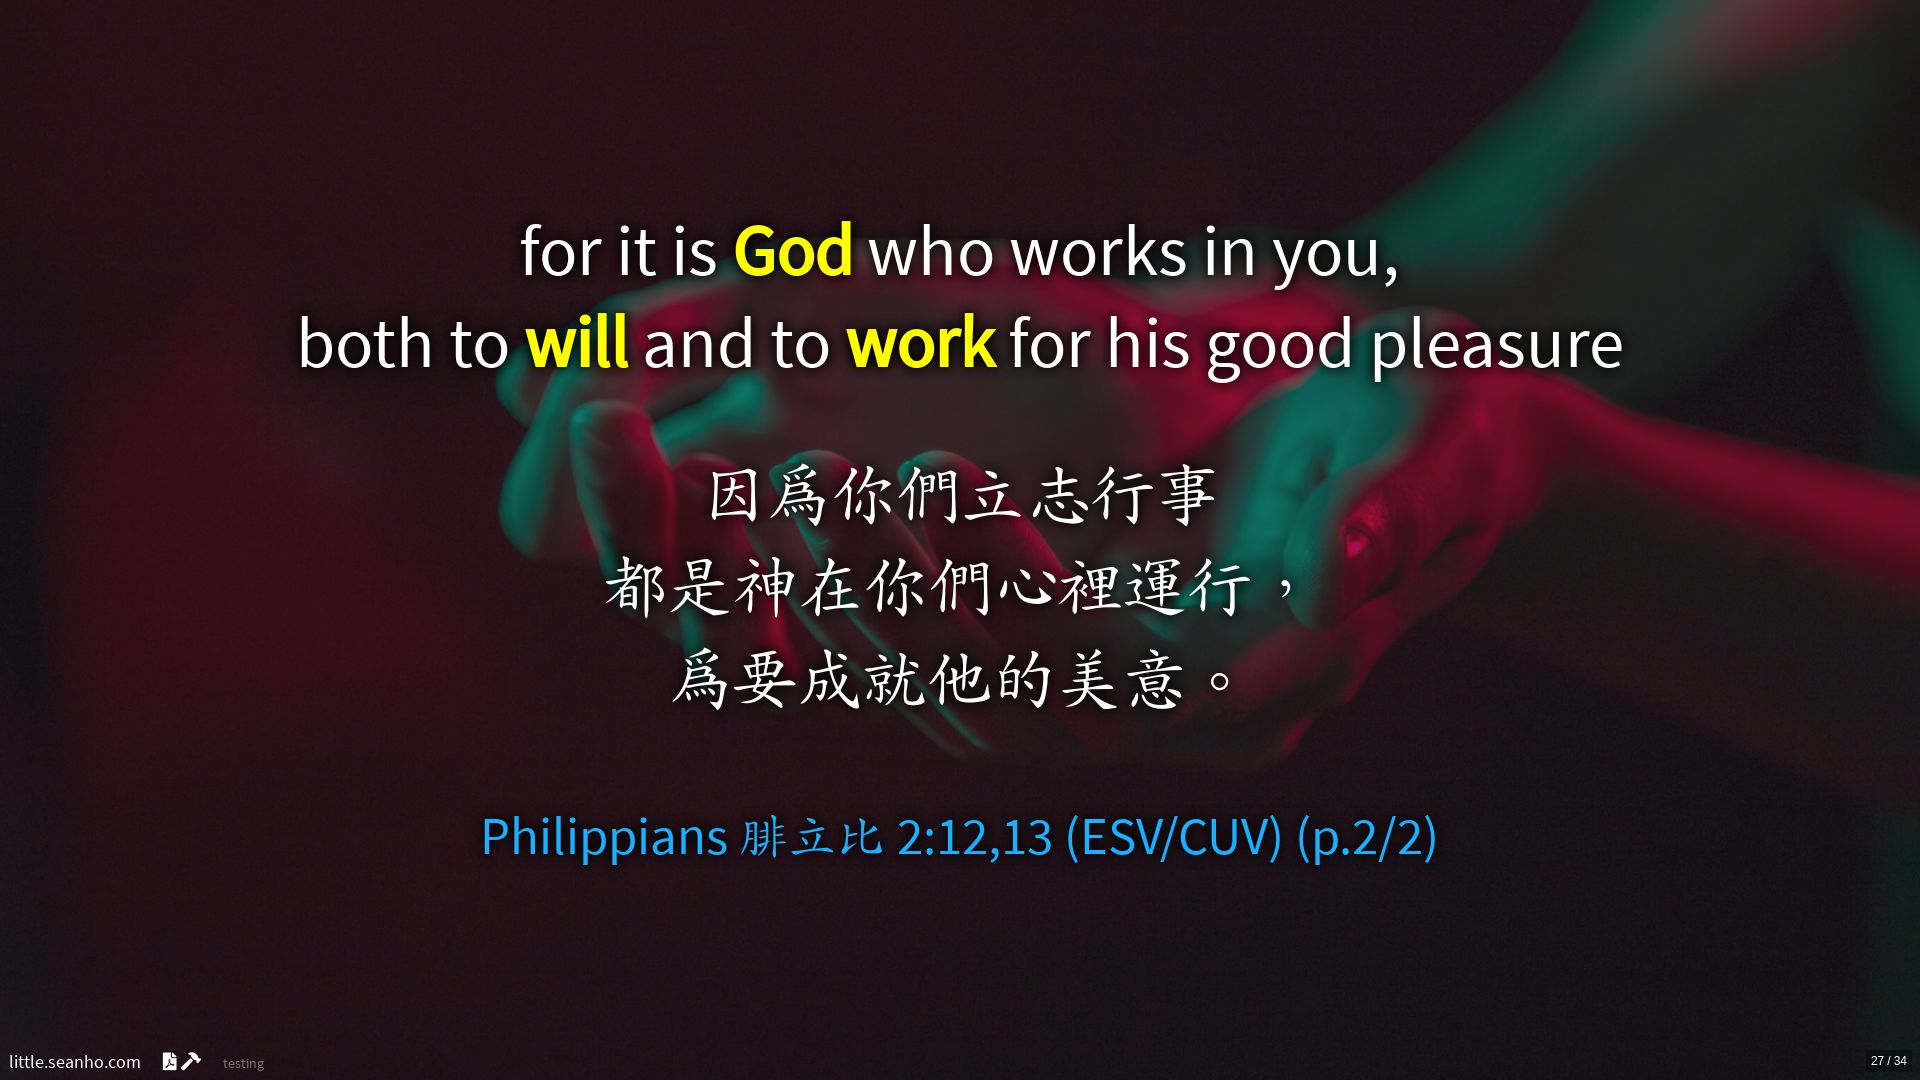 for it is God who works in you,
both to will and to work for his good pleasure
因爲你們立志行事
都是神在你們心裡運行，
爲要成就他的美意。
Philippians 腓立比 2:12,13 (ESV/CUV) (p.2/2)
little.seanho.com testing
27 / 34